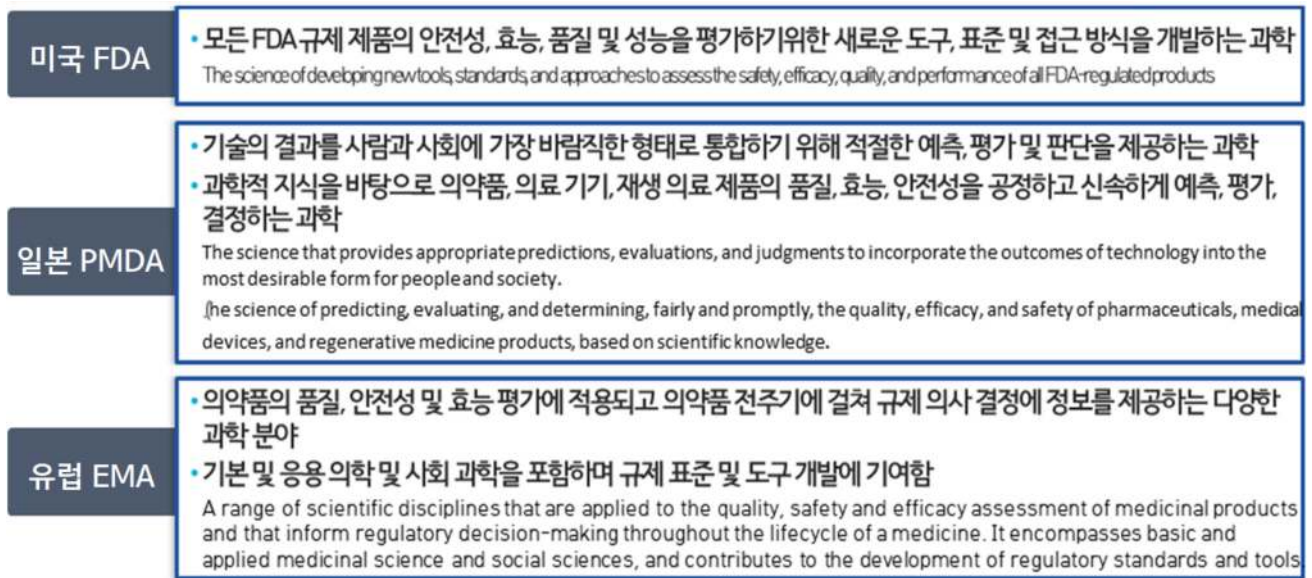 미국 FDA
• 모든 FDA 규제 제품의 안전성, 효능, 품질 및 성능을 평가하기위한 새로운 도구, 표준 및 접근 방식을 개발하는 과학
The science of developing new tools, standards, and approaches to assess the safety, efficacy, quality, and performance of all FDA-regulated products
일본 PMDA
• 기술의 결과를 사람과 사회에 가장 바람직한 형태로 통합하기 위해 적절한 예측, 평가 및 판단을 제공하는 과학
• 과학적 지식을 바탕으로 의약품, 의료 기기, 재생 의료 제품의 품질, 효능, 안전성을 공정하고 신속하게 예측, 평가,
결정하는 과학
The science that provides appropriate predictions, evaluations, and judgments to incorporate the outcomes of technology into the
most desirable form for people and society.
(he science of predicting, evaluating, and determining, fairly and promptly, the quality, efficacy, and safety of pharmaceuticals, medical
devices, and regenerative medicine products, based on scientific knowledge.
유럽 EMA
• 의약품의 품질, 안전성 및 효능 평가에 적용되고 의약품 전주기에 걸쳐 규제 의사 결정에 정보를 제공하는 다양한
과학 분야
• 기본 및 응용 의학 및 사회 과학을 포함하며 규제 표준 및 도구 개발에 기여함
A range of scientific disciplines that are applied to the quality, safety and efficacy assessment of medicinal products
and that inform regulatory decision-making throughout the lifecycle of a medicine. It encompasses basic and
applied medicinal science and social sciences, and contributes to the development of regulatory standards and tools